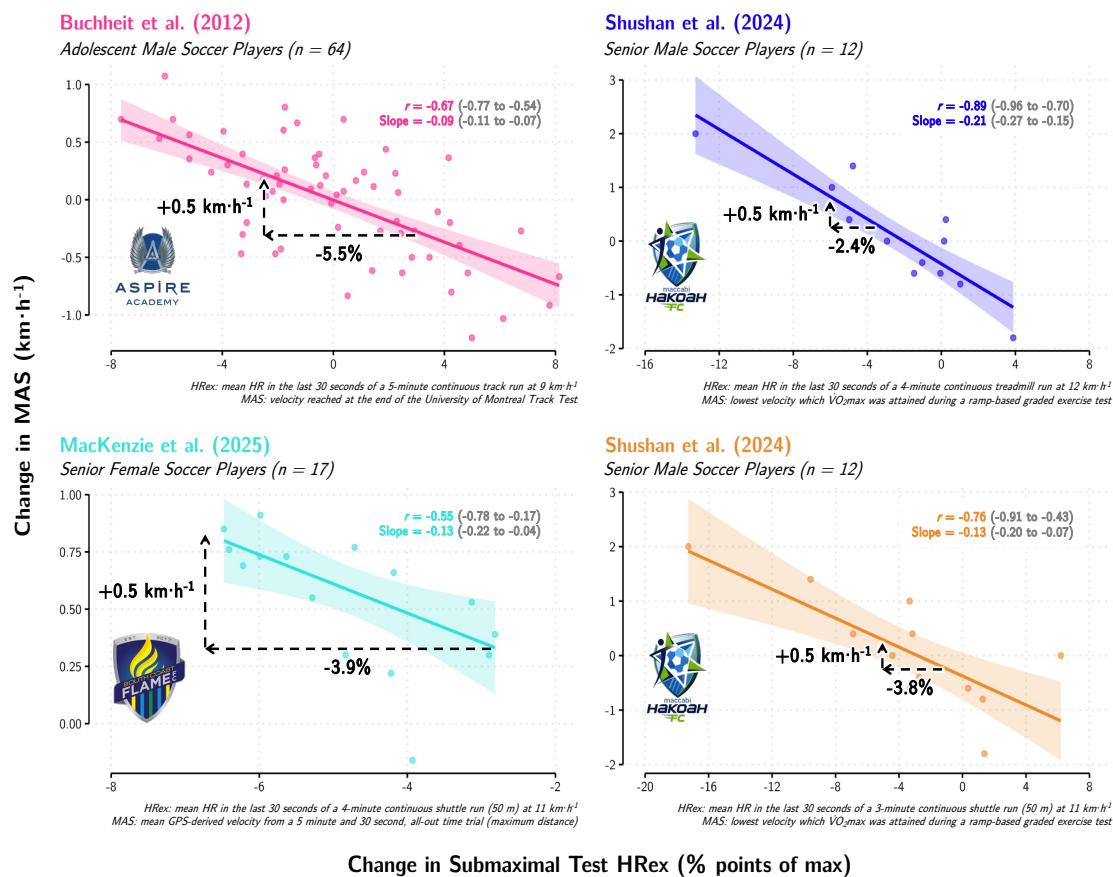 Buchheit et al. (2012)
Adolescent Male Soccer Players (n = 64)
r = -0.67 (-0.77 to -0.54)
Slope = -0.09 (-0.11 to -0.07)
1.0
0.5
0.0
-0.5
-1.0
+0.5 km·h⁻¹
-5.5%
ASPIRE
ACADEMY
-8
-4
0
4
8
HRex: mean HR in the last 30 seconds of a 5-minute continuous track run at 9 km·h⁻¹
MAS: velocity reached at the end of the University of Montreal Track Test
Shushan et al. (2024)
Senior Male Soccer Players (n = 12)
r = -0.89 (-0.96 to -0.70)
Slope = -0.21 (-0.27 to -0.15)
3
2
1
0
-1
-2
+0.5 km·h⁻¹
-2.4%
maccabi
HAKOAH
FC
-16
-12
-8
-4
0
4
8
HRex: mean HR in the last 30 seconds of a 4-minute continuous treadmill run at 12 km·h⁻¹
MAS: lowest velocity which V̇O₂max was attained during a ramp-based graded exercise test
Change in MAS (km·h⁻¹)
MacKenzie et al. (2025)
Senior Female Soccer Players (n = 17)
r = -0.55 (-0.78 to -0.17)
Slope = -0.13 (-0.22 to -0.04)
1.00
0.75
0.50
0.25
0.00
+0.5 km·h⁻¹
-3.9%
SOUTH COAST
FLAME
-8
-6
-4
-2
HRex: mean HR in the last 30 seconds of a 4-minute continuous shuttle run (50 m) at 11 km·h⁻¹
MAS: mean GPS-derived velocity from a 5 minute and 30 second, all-out time trial (maximum distance)
Shushan et al. (2024)
Senior Male Soccer Players (n = 12)
r = -0.76 (-0.91 to -0.43)
Slope = -0.13 (-0.20 to -0.07)
3
2
1
0
-1
-2
+0.5 km·h⁻¹
-3.8%
maccabi
HAKOAH
FC
-20
-16
-12
-8
-4
0
4
8
HRex: mean HR in the last 30 seconds of a 3-minute continuous shuttle run (50 m) at 11 km·h⁻¹
MAS: lowest velocity which V̇O₂max was attained during a ramp-based graded exercise test
Change in Submaximal Test HRex (% points of max)